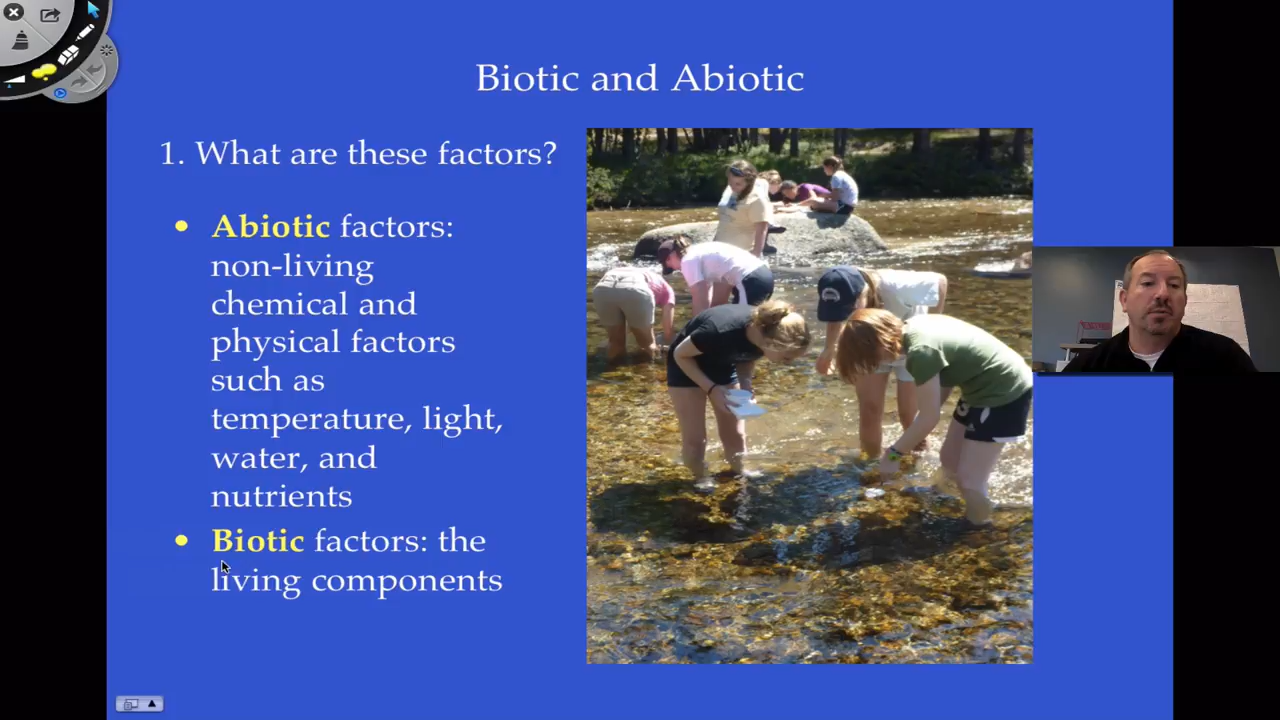 Biotic and Abiotic
1. What are these factors?
• Abiotic factors:
non-living
chemical and
physical factors
such as
temperature, light,
water, and
nutrients
• Biotic factors: the
living components